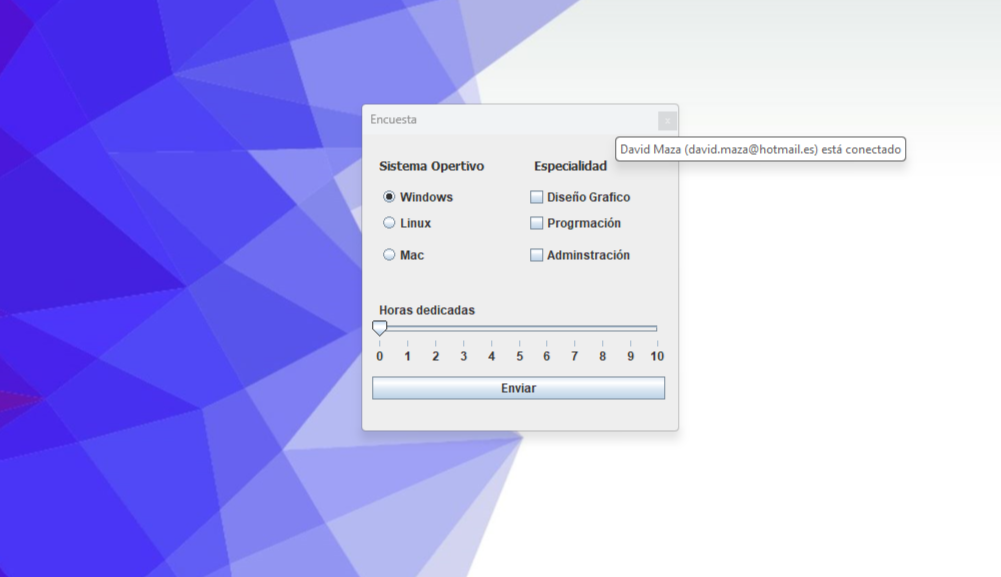 Encuesta
x
David Maza (david.maza@hotmail.es) está conectado
Sistema Opertivo Especialidad
Windows Diseño Grafico
Linux Progrmación
Mac Adminstración
Horas dedicadas
0 1 2 3 4 5 6 7 8 9 10
Enviar